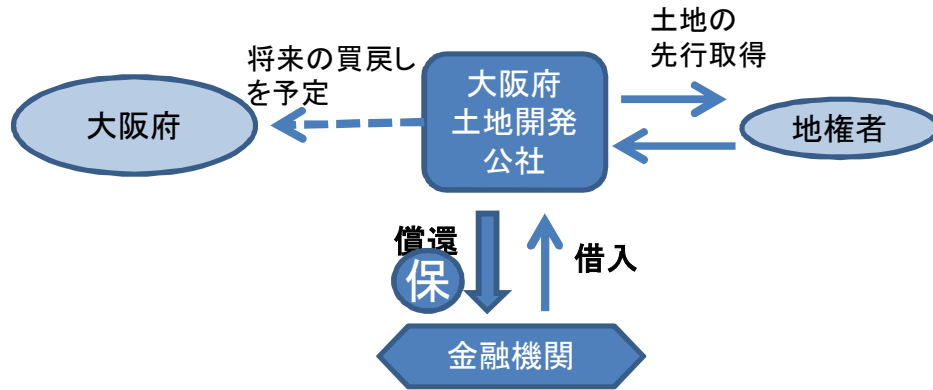 土地の
先行取得
将来の買戻し
を予定
大阪府
土地開発
公社
大阪府
地権者
償還
保
借入
金融機関